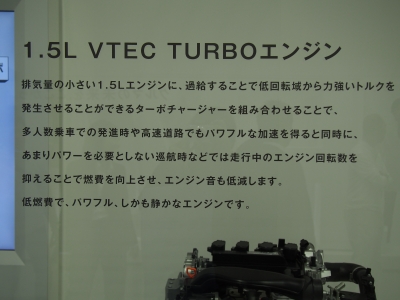 1.5L VTEC TURBOエンジン
排気量の小さい1.5Lエンジンに、過給することで低回転域から力強いトルクを
発生させることができるターボチャージャーを組み合わせることで、
多人数乗車での発進時や高速道路でもパワフルな加速を得ると同時に、
あまりパワーを必要としない巡航時などでは走行中のエンジン回転数を
抑えることで燃費を向上させ、エンジン音も低減します。
低燃費で、パワフル、しかも静かなエンジンです。